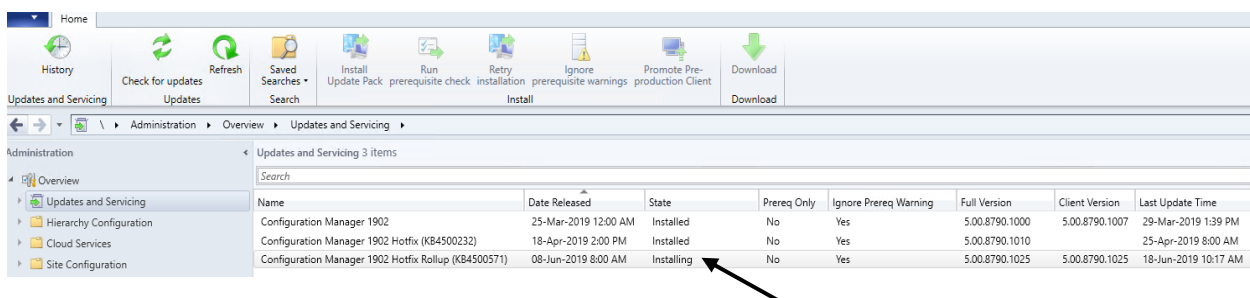 Home
History
Check for updates
Refresh
Saved
Searches
Install
Update Pack
Run
prerequisite check
Retry
installation
Ignore
prerequisite warnings
Promote Pre-
production Client
Download
Updates and Servicing Updates Search Install Download
\ Administration Overview Updates and Servicing
Administration
Updates and Servicing 3 items
Overview
Search
Updates and Servicing
Name Date Released State Prereq Only Ignore Prereq Warning Full Version Client Version Last Update Time
Hierarchy Configuration
Configuration Manager 1902 25-Mar-2019 12:00 AM Installed No Yes 5.00.8790.1000 5.00.8790.1007 29-Mar-2019 1:39 PM
Cloud Services
Configuration Manager 1902 Hotfix (KB4500232) 18-Apr-2019 2:00 PM Installed No Yes 5.00.8790.1010 25-Apr-2019 8:00 AM
Site Configuration
Configuration Manager 1902 Hotfix Rollup (KB4500571) 08-Jun-2019 8:00 AM Installing No Yes 5.00.8790.1025 5.00.8790.1025 18-Jun-2019 10:17 AM